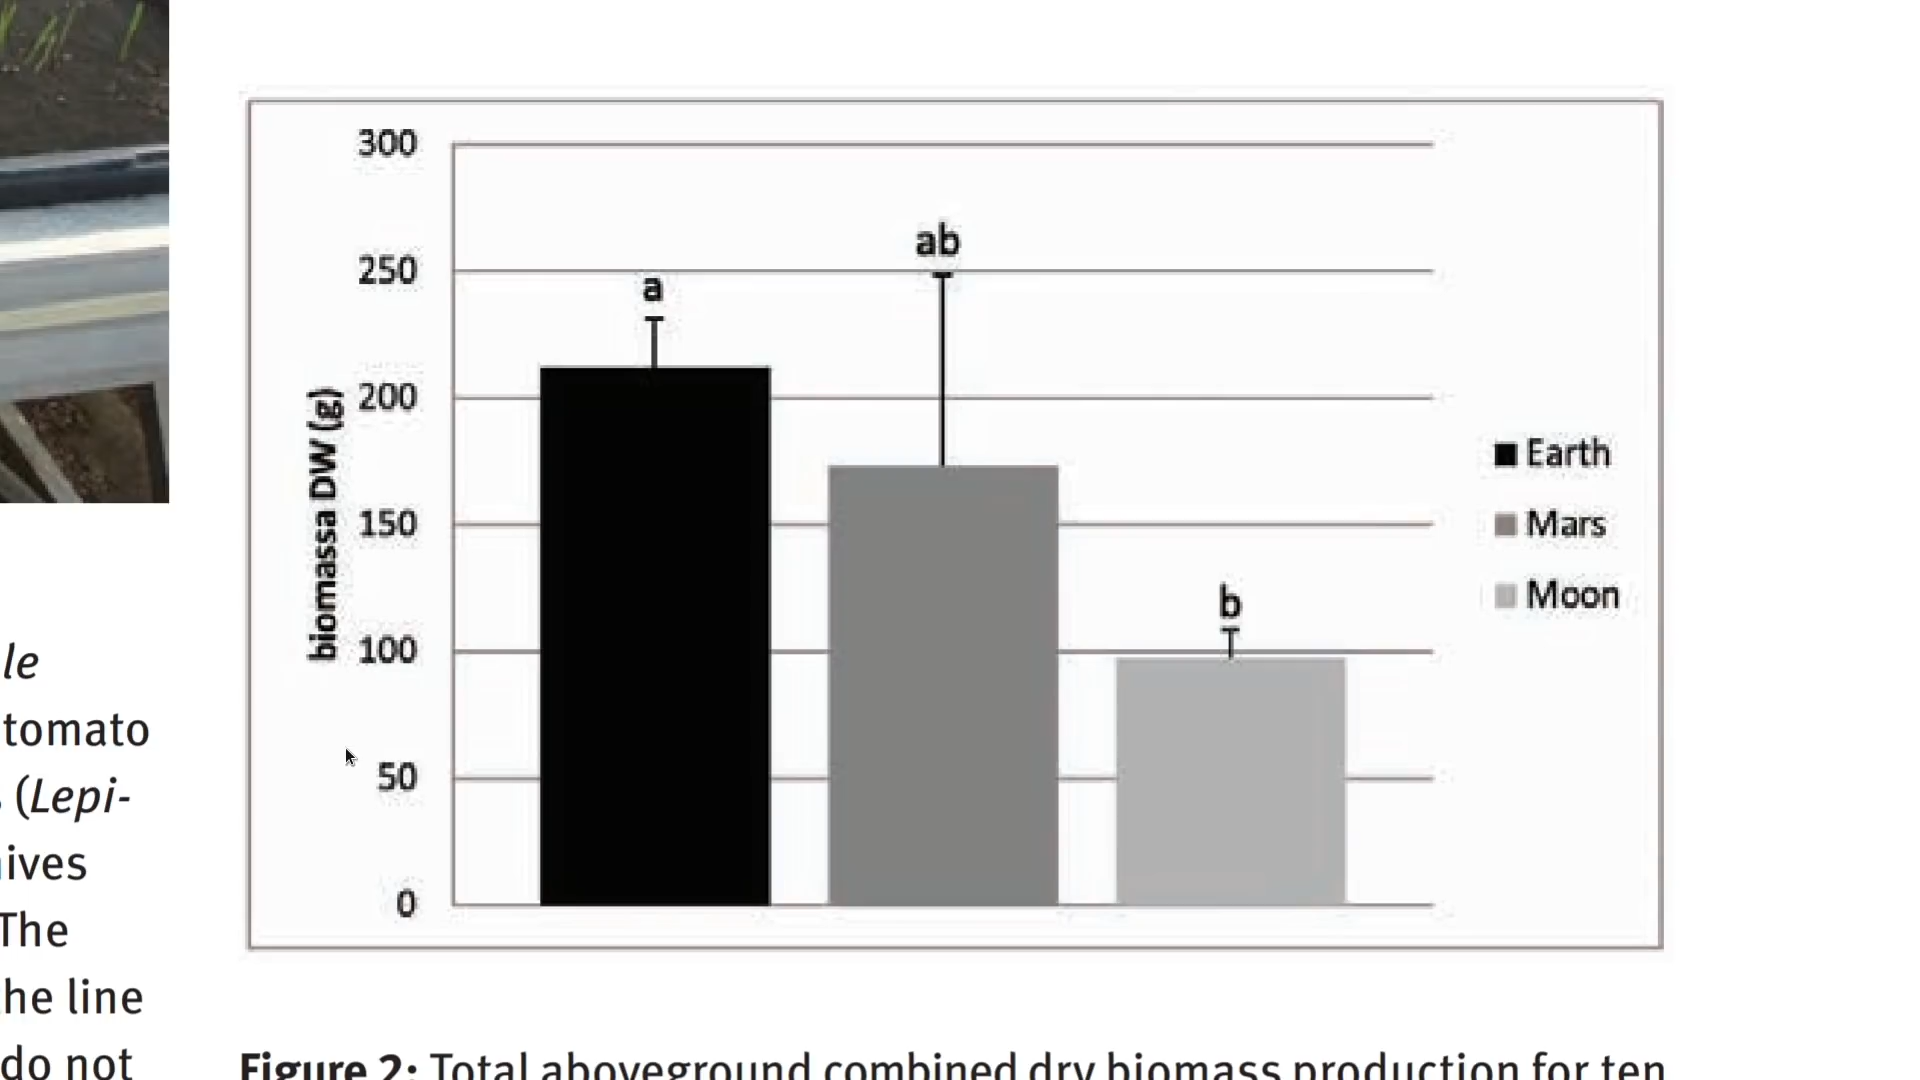 le
tomato
(Lepi-
ives
The
he line
do not
300
250
200
150
100
50
0
biomassa DW (g)
a
ab
b
Earth
Mars
Moon
Figure 2: Total aboveground combined dry biomass production for ten